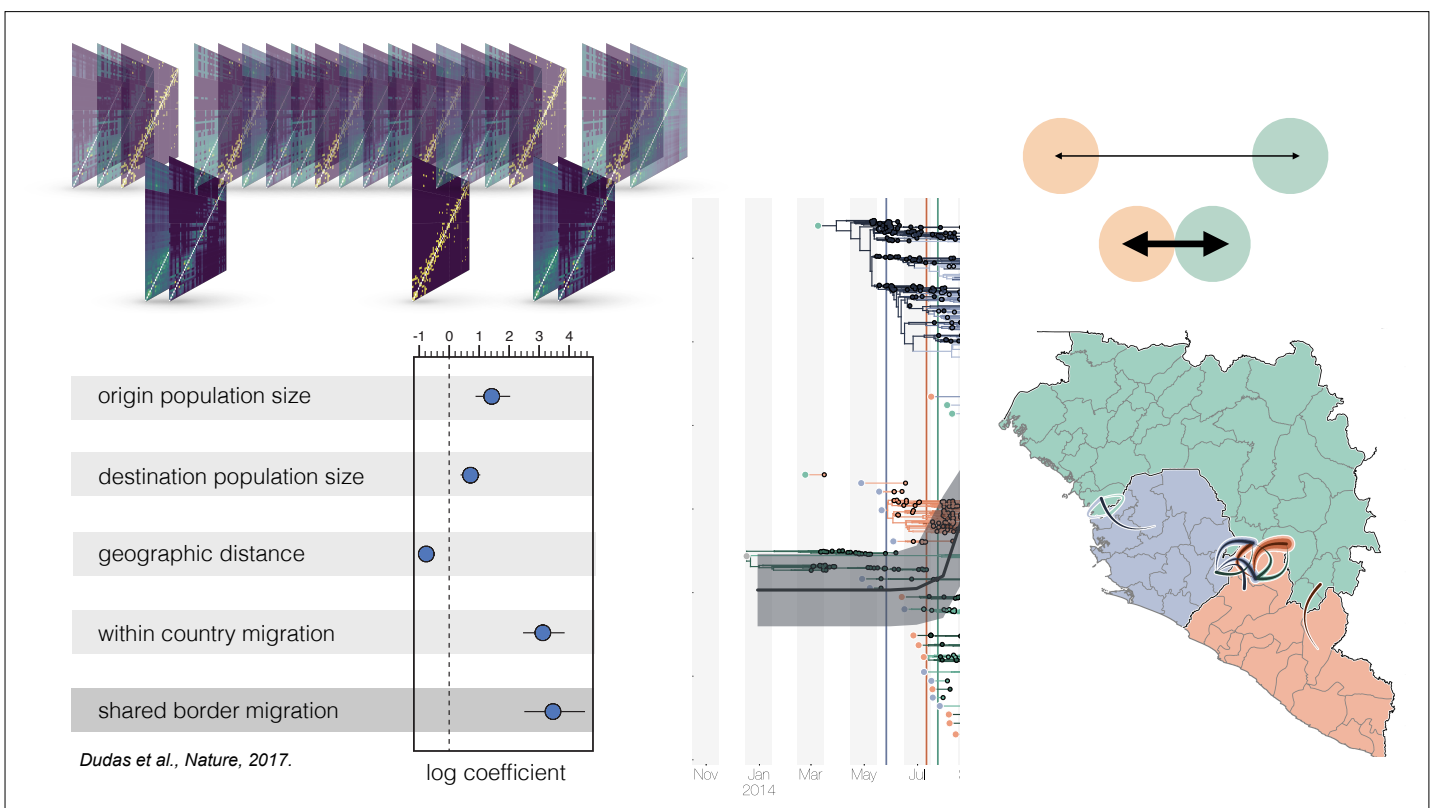 -1 0 1 2 3 4
origin population size
destination population size
geographic distance
within country migration
shared border migration
Dudas et al., Nature, 2017.
log coefficient
Nov Jan Mar May Jul
2014